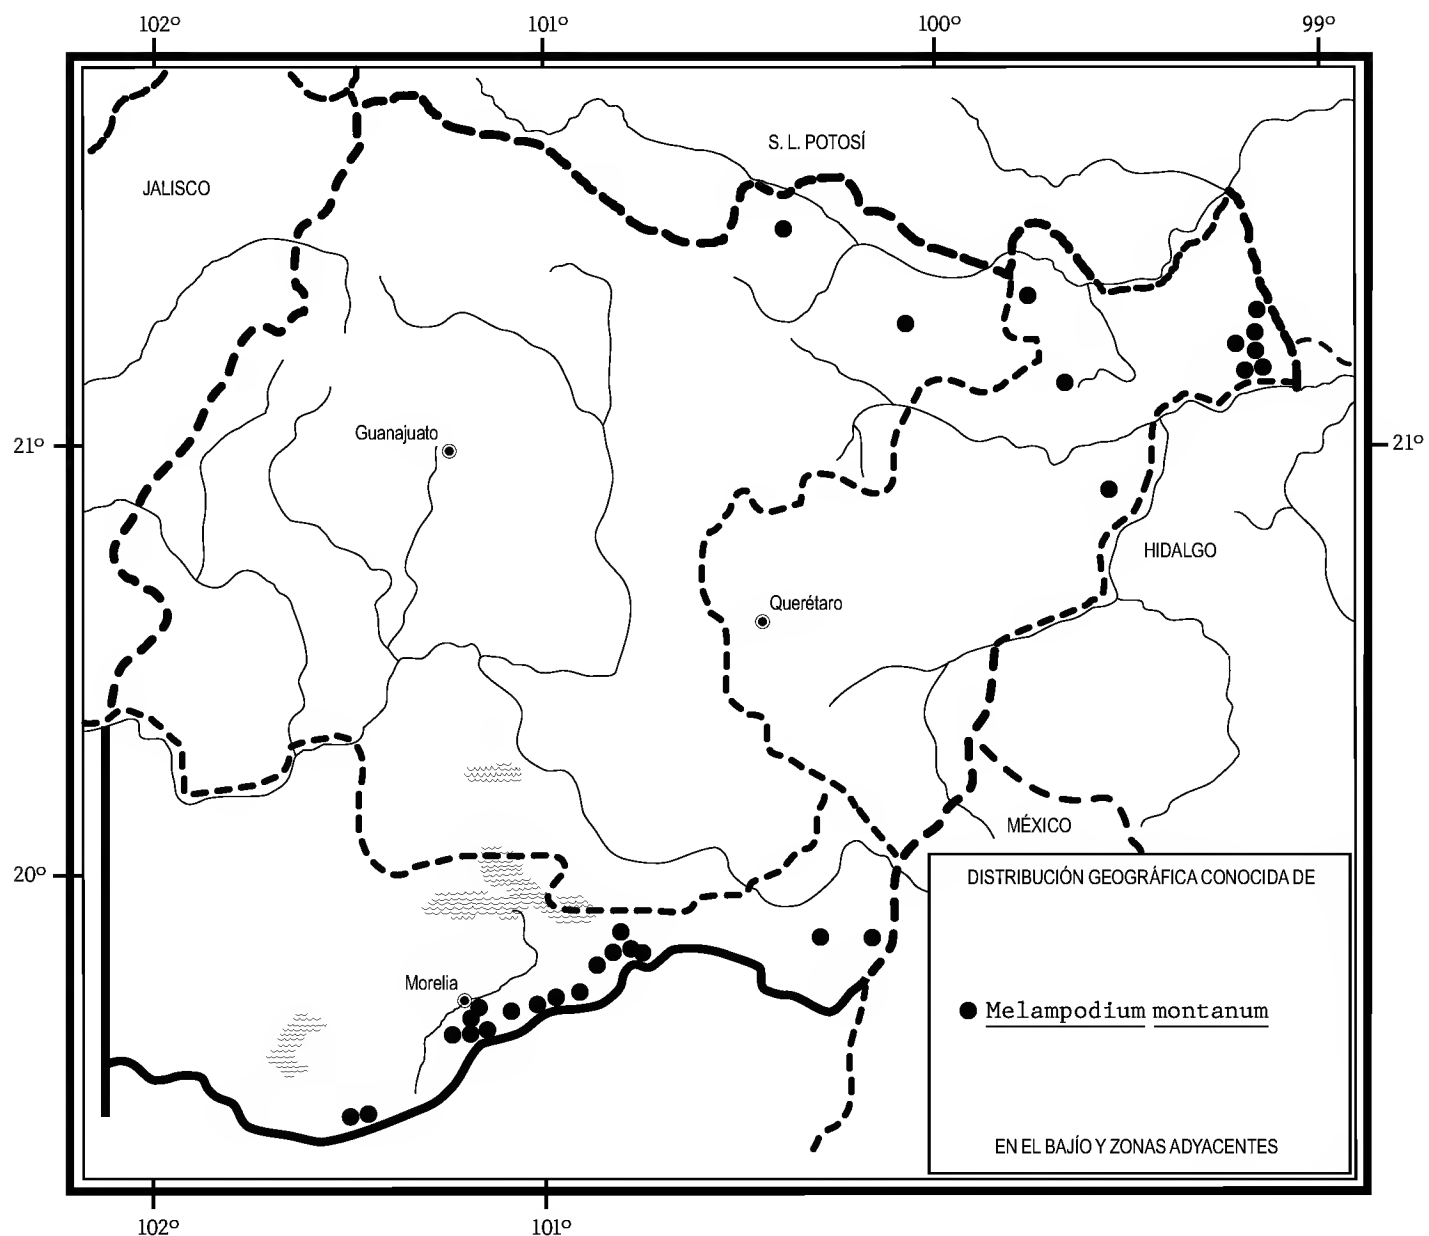 102º 101º 100º 99º
S. L. POTOSÍ
JALISCO
Guanajuato
21º 21º
HIDALGO
Querétaro
MÉXICO
20º
DISTRIBUCIÓN GEOGRÁFICA CONOCIDA DE
Morelia
Melampodium montanum
EN EL BAJÍO Y ZONAS ADYACENTES
102º 101º